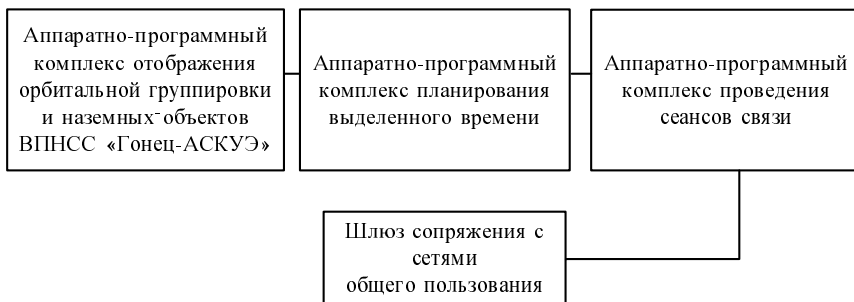 Аппаратно-программный
комплекс отображения
орбитальной группировки
и наземных объектов
ВПНСС «Гонец-АСКУЭ»
Аппаратно-программный
комплекс планирования
выделенного времени
Аппаратно-программный
комплекс проведения
сеансов связи
Шлюз сопряжения с
сетями
общего пользования